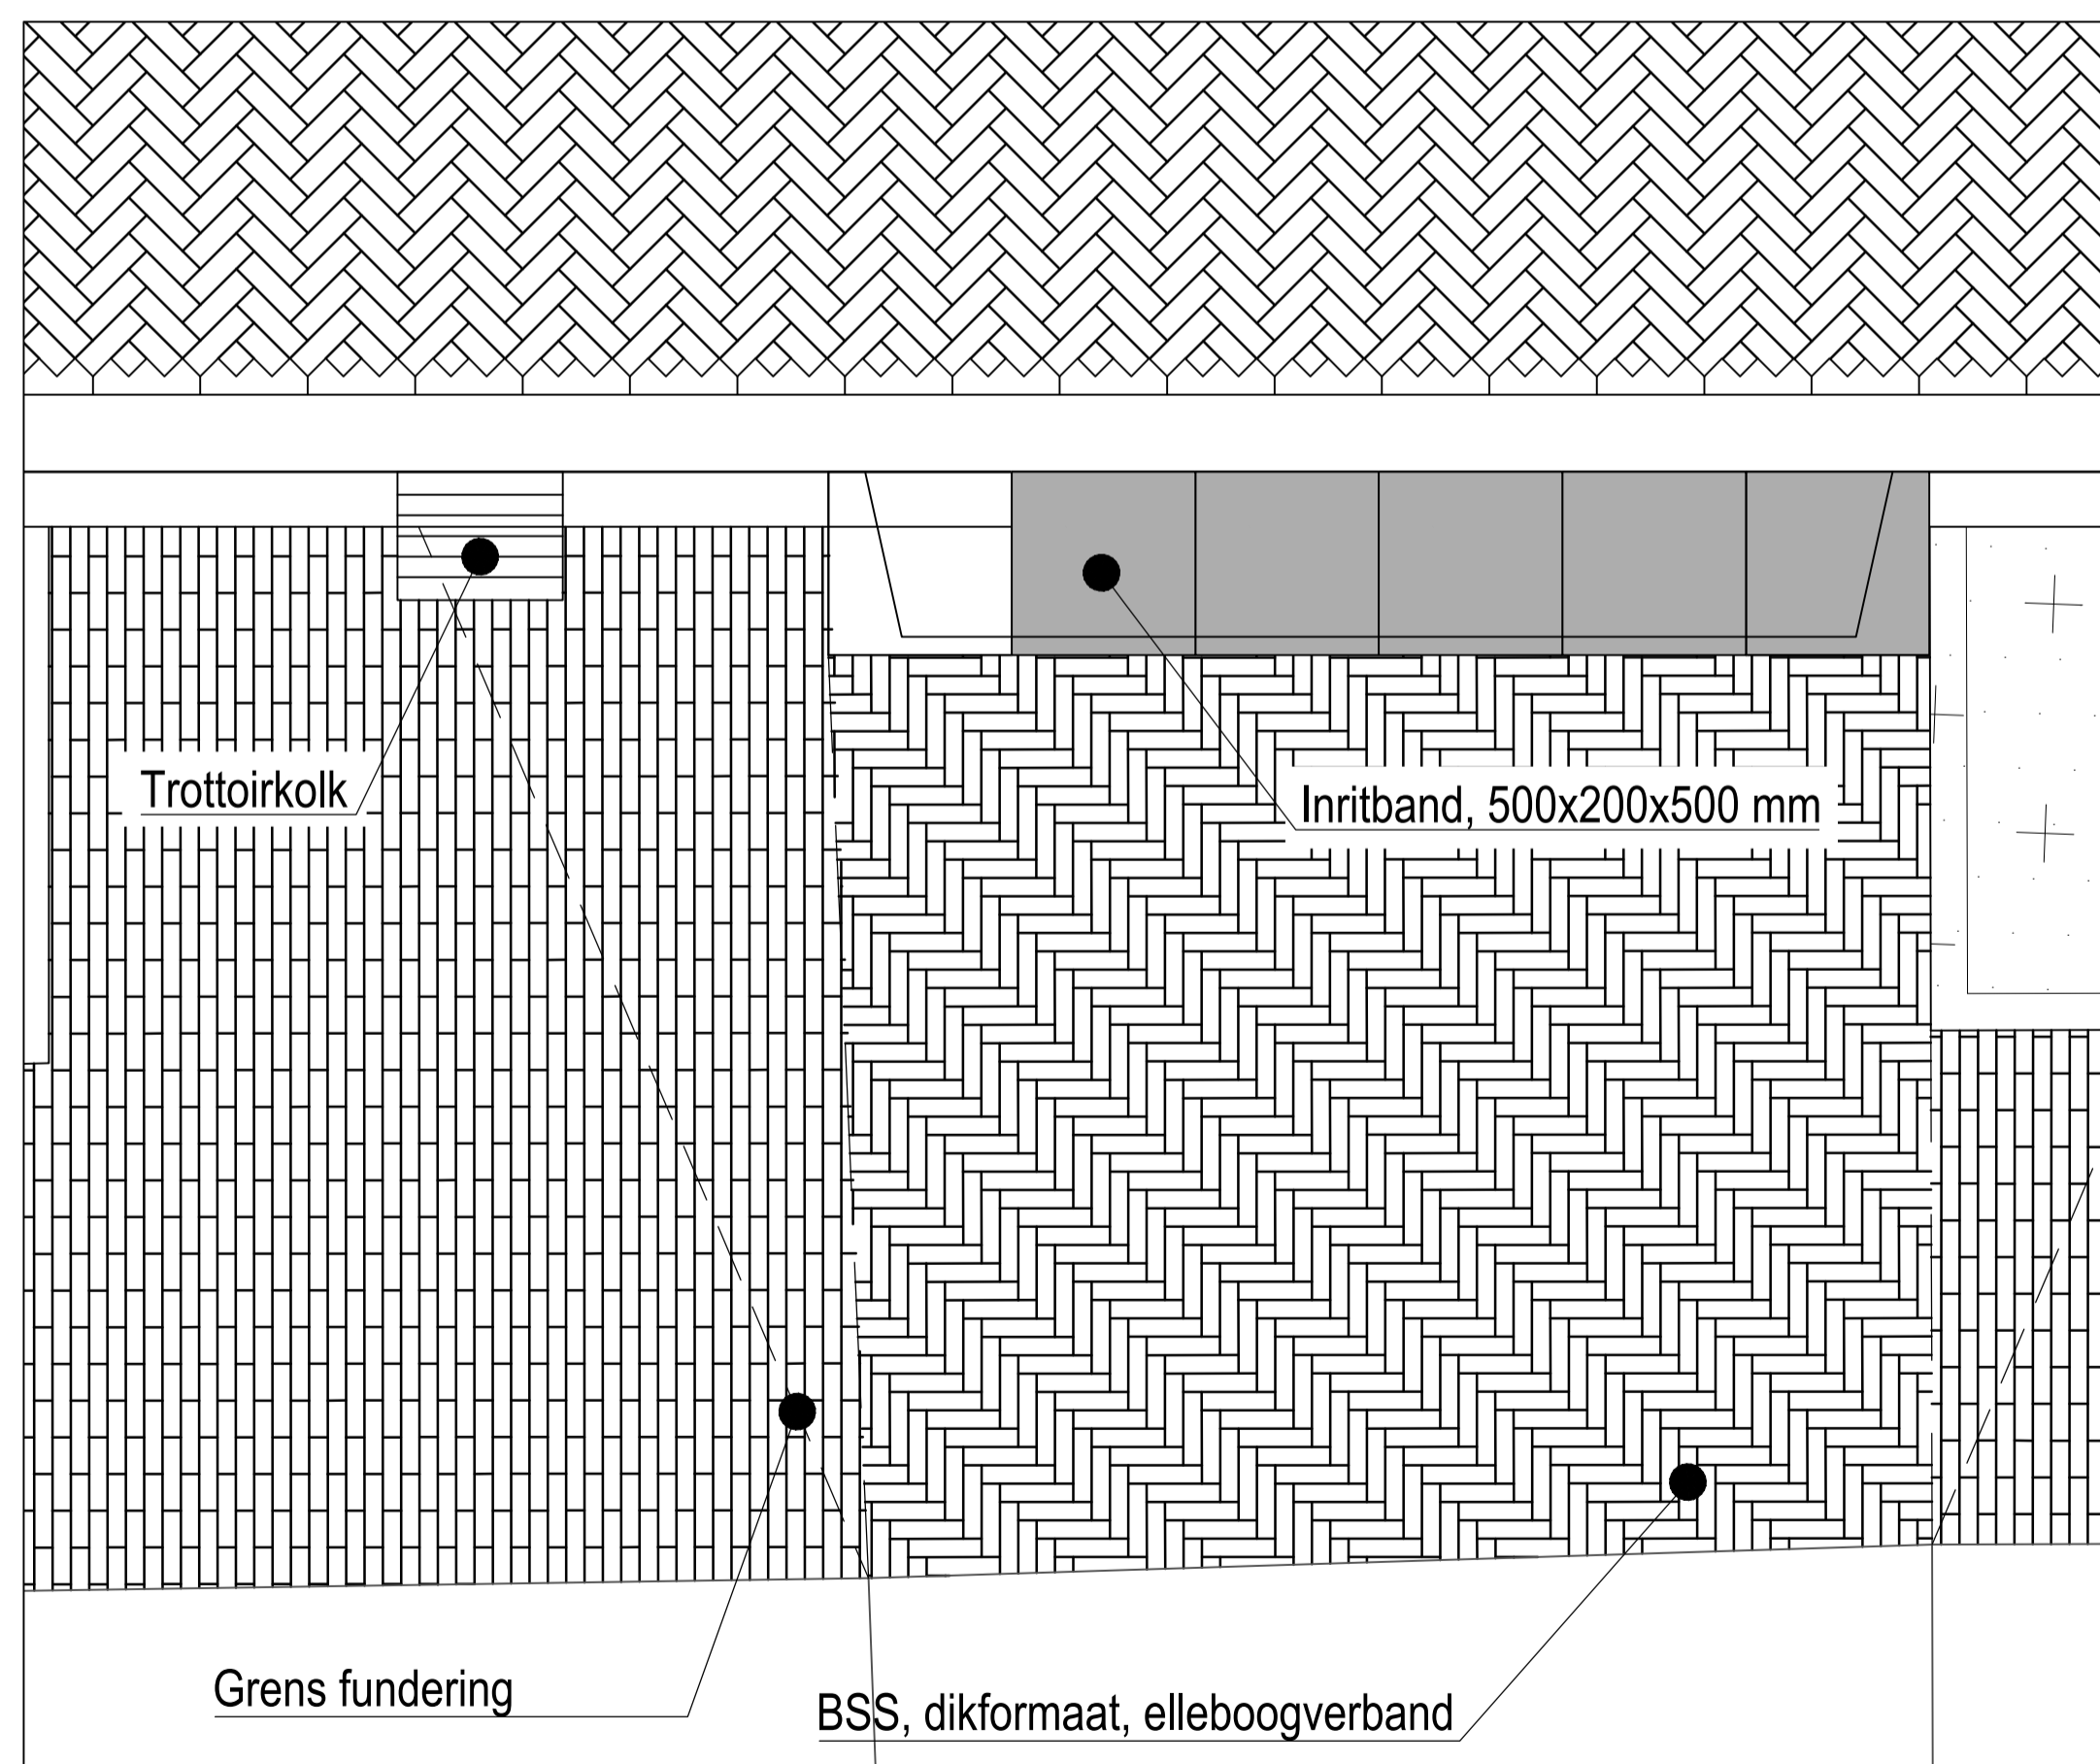 Trottoirkolk
Inritband, 500x200x500 mm
Grens fundering
BSS, dikformaat, elleboogverband